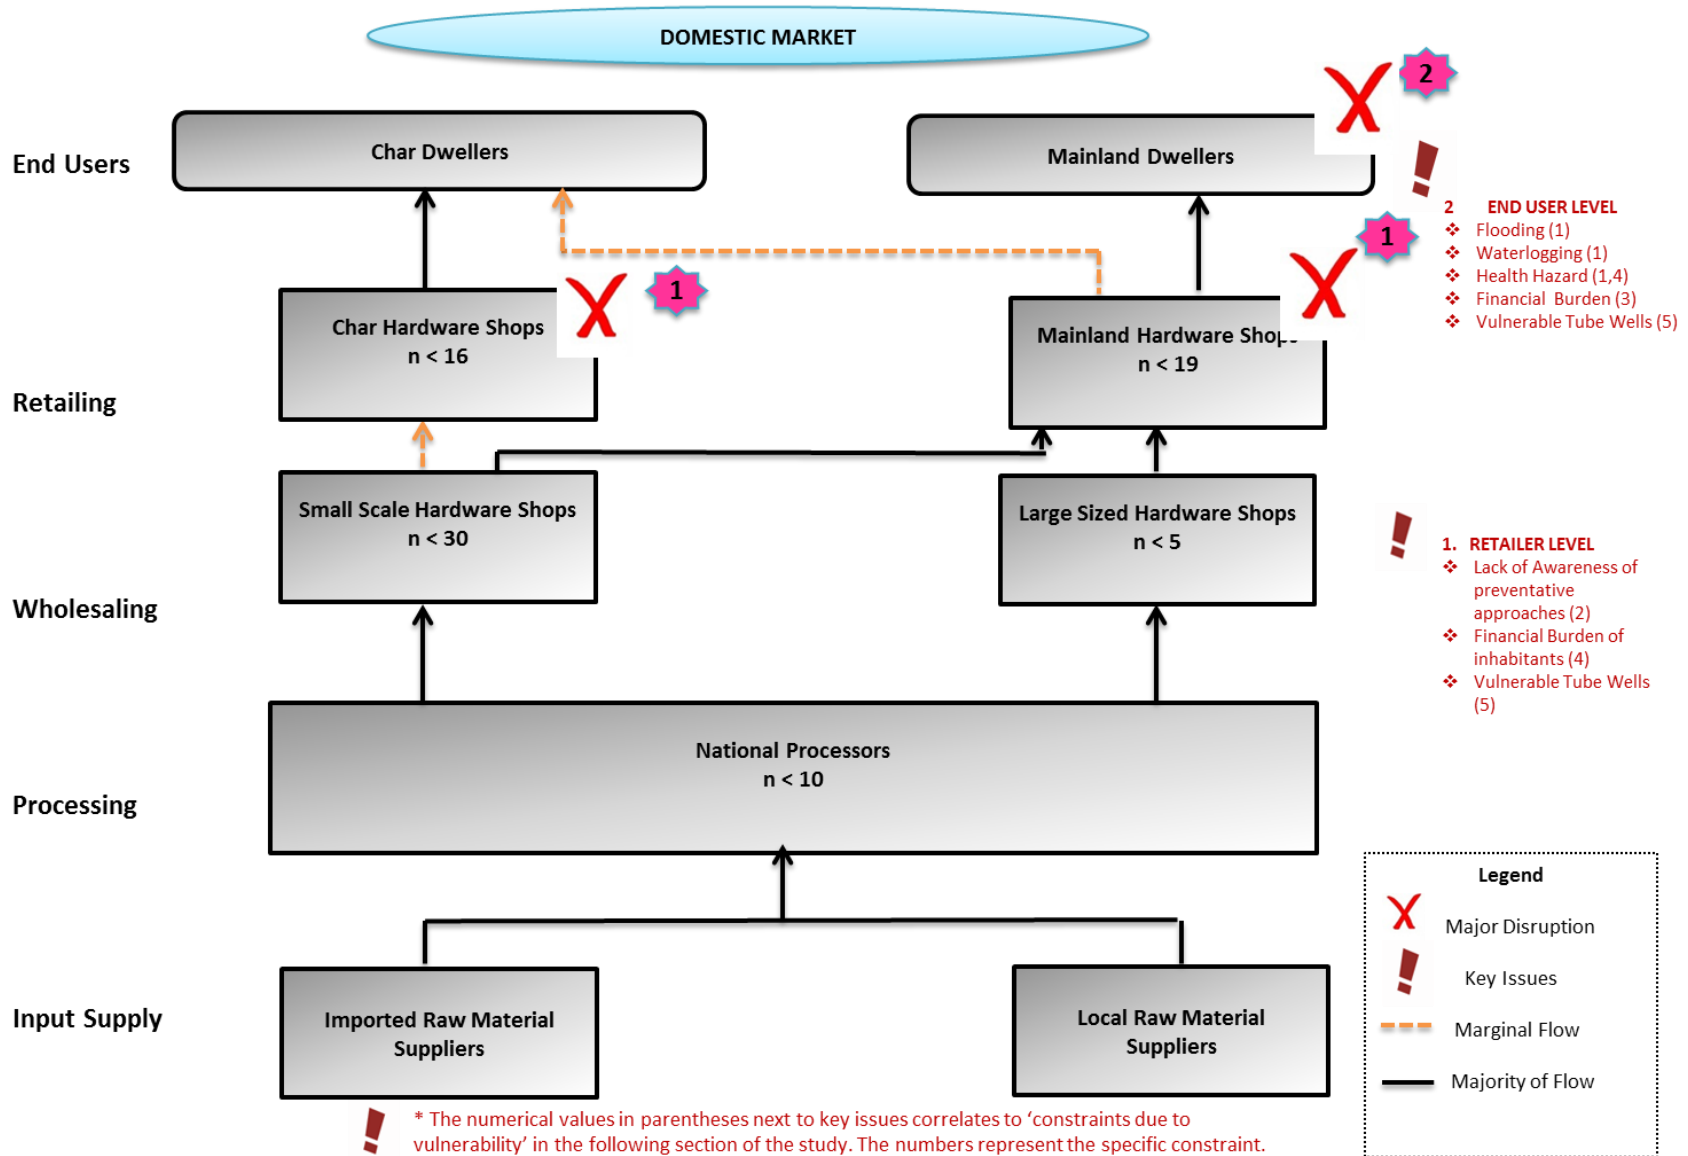 DOMESTIC MARKET
2
End Users
Char Dwellers
Mainland Dwellers
2 END USER LEVEL
❖ Flooding (1)
❖ Waterlogging (1)
❖ Health Hazard (1,4)
❖ Financial Burden (3)
❖ Vulnerable Tube Wells (5)
1
1
Char Hardware Shops
n < 16
Mainland Hardware Shops
n < 19
Retailing
Small Scale Hardware Shops
n < 30
Large Sized Hardware Shops
n < 5
Wholesaling
1. RETAILER LEVEL
❖ Lack of Awareness of
preventative
approaches (2)
❖ Financial Burden of
inhabitants (4)
❖ Vulnerable Tube Wells
(5)
National Processors
n < 10
Processing
Input Supply
Imported Raw Material
Suppliers
Local Raw Material
Suppliers
Legend
Major Disruption
Key Issues
Marginal Flow
Majority of Flow
* The numerical values in parentheses next to key issues correlates to ‘constraints due to
vulnerability’ in the following section of the study. The numbers represent the specific constraint.